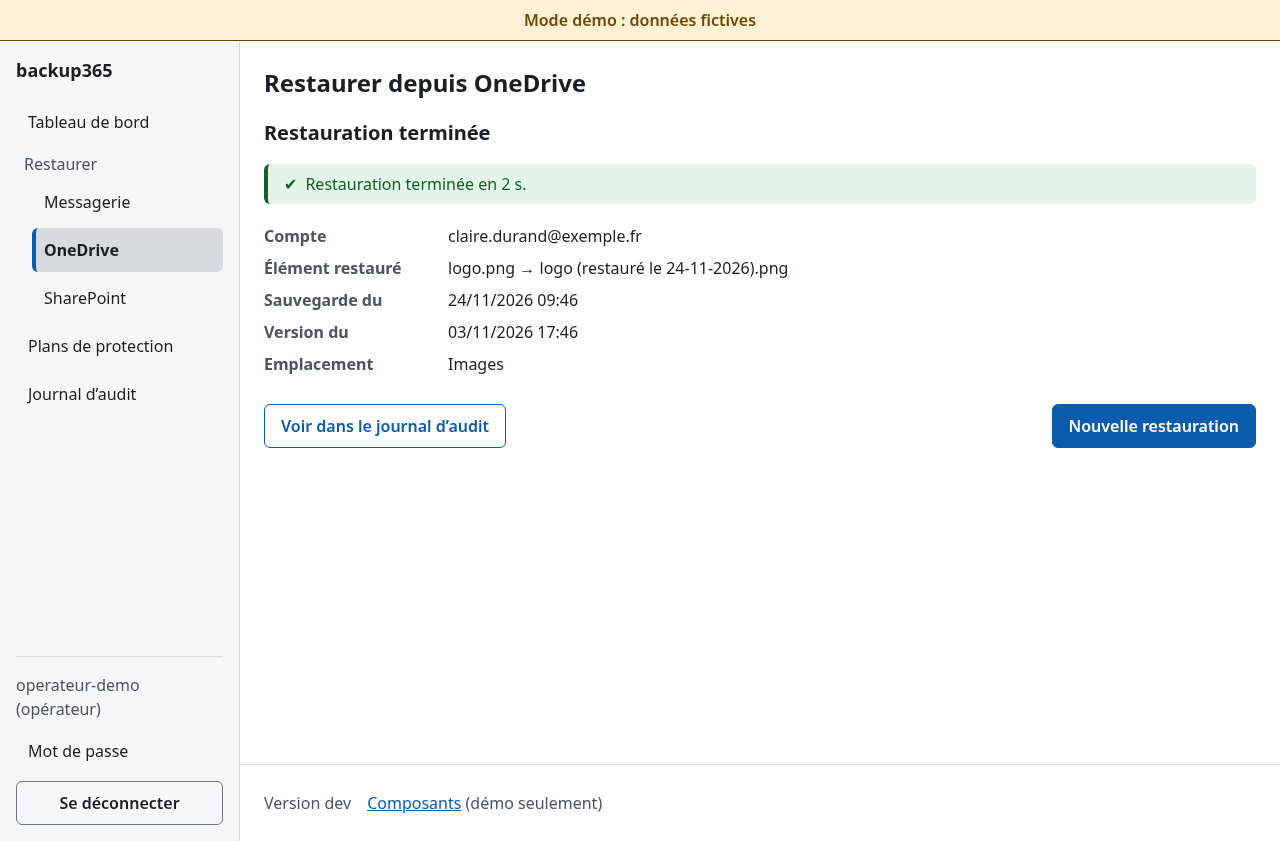 Mode démo : données fictives
backup365
Tableau de bord
Restaurer
Messagerie
OneDrive
SharePoint
Plans de protection
Journal d’audit
operateur-demo
(opérateur)
Mot de passe
Se déconnecter
Restaurer depuis OneDrive
Restauration terminée
✔ Restauration terminée en 2 s.
Compte claire.durand@exemple.fr
Élément restauré logo.png → logo (restauré le 24-11-2026).png
Sauvegarde du 24/11/2026 09:46
Version du 03/11/2026 17:46
Emplacement Images
Voir dans le journal d’audit
Nouvelle restauration
Version dev Composants (démo seulement)